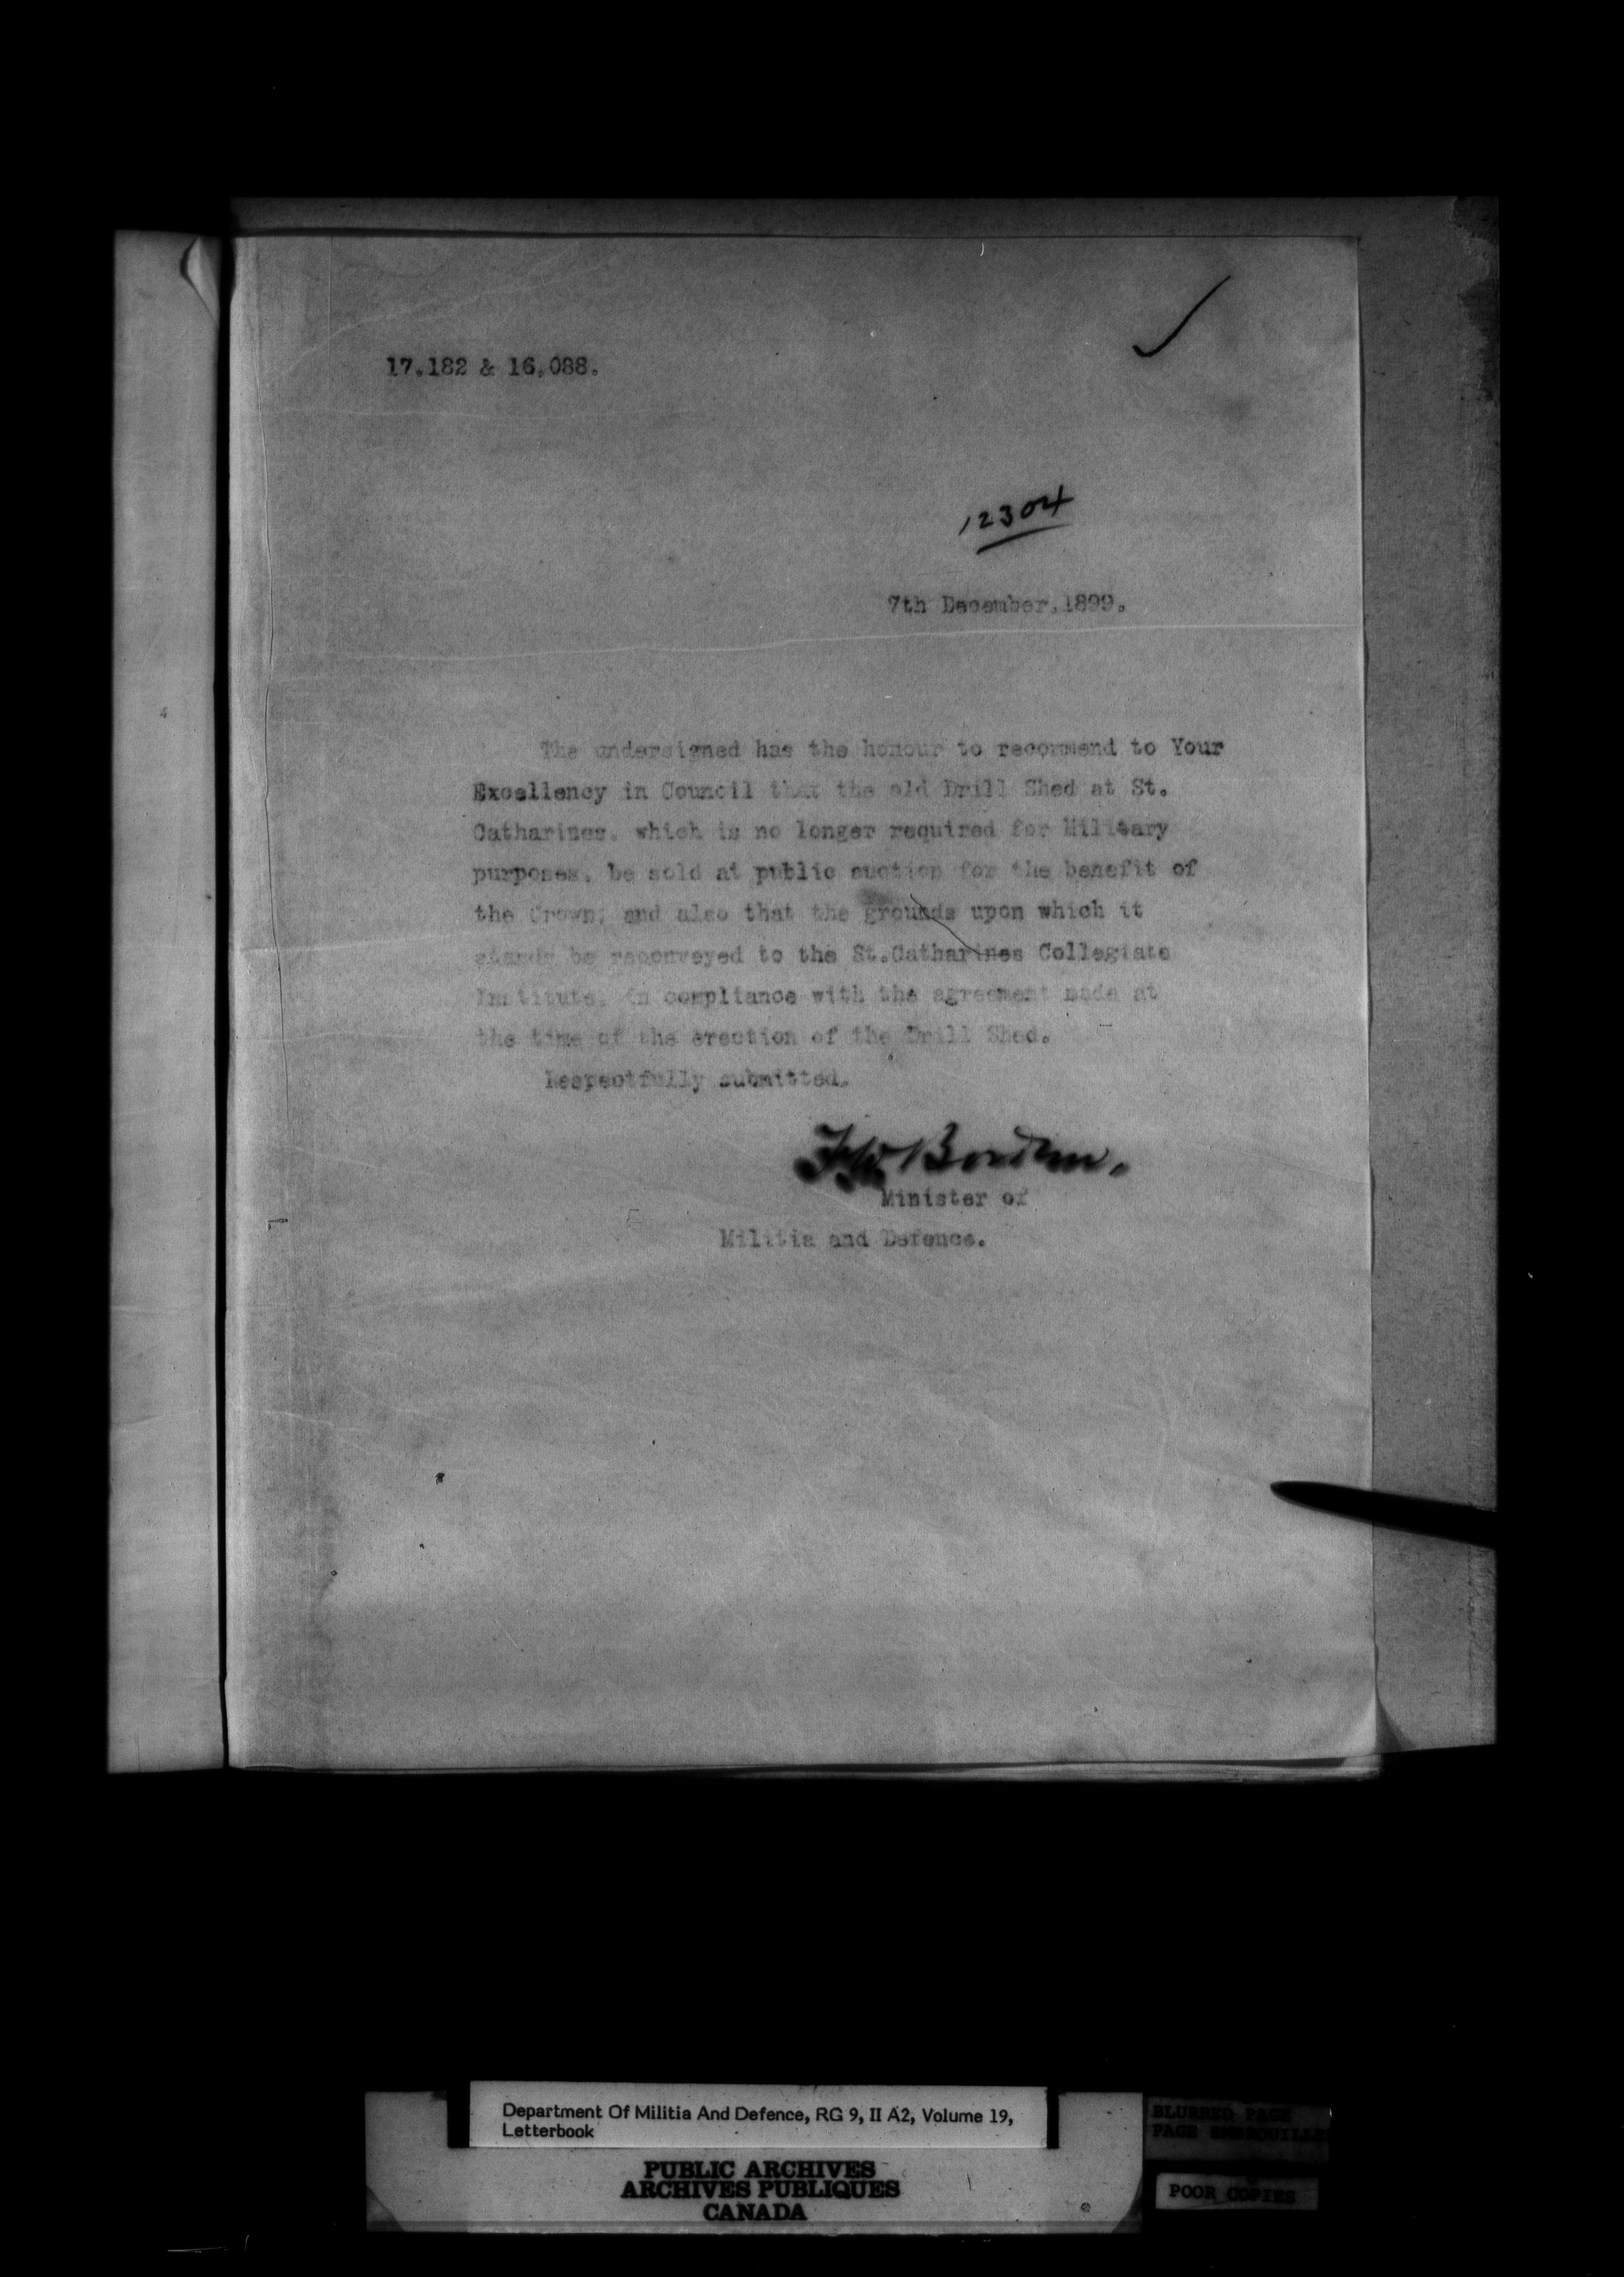 17.182 & 16.088.
12304
7th December, 1899.
The undersigned has the honour to recommend to Your
Excellency in Council that the old Drill Shed at St.
Catharines, which is no longer required for Military
purposes, be sold at public auction for the benefit of
the Crown, and also that the grounds upon which it
stands be reconveyed to the St.Catharines Collegiate
Institute, in compliance with the agreement made at
the time of the erection of the Drill Shed.
Respectfully submitted.
FW Borden.
Minister of
Militia and Defence.
Department Of Militia And Defence, RG 9, II A2, Volume 19,
Letterbook
PUBLIC ARCHIVES
ARCHIVES PUBLIQUES
CANADA
BLURRED PAGE
PAGE EMBROUILLE
POOR COPIES